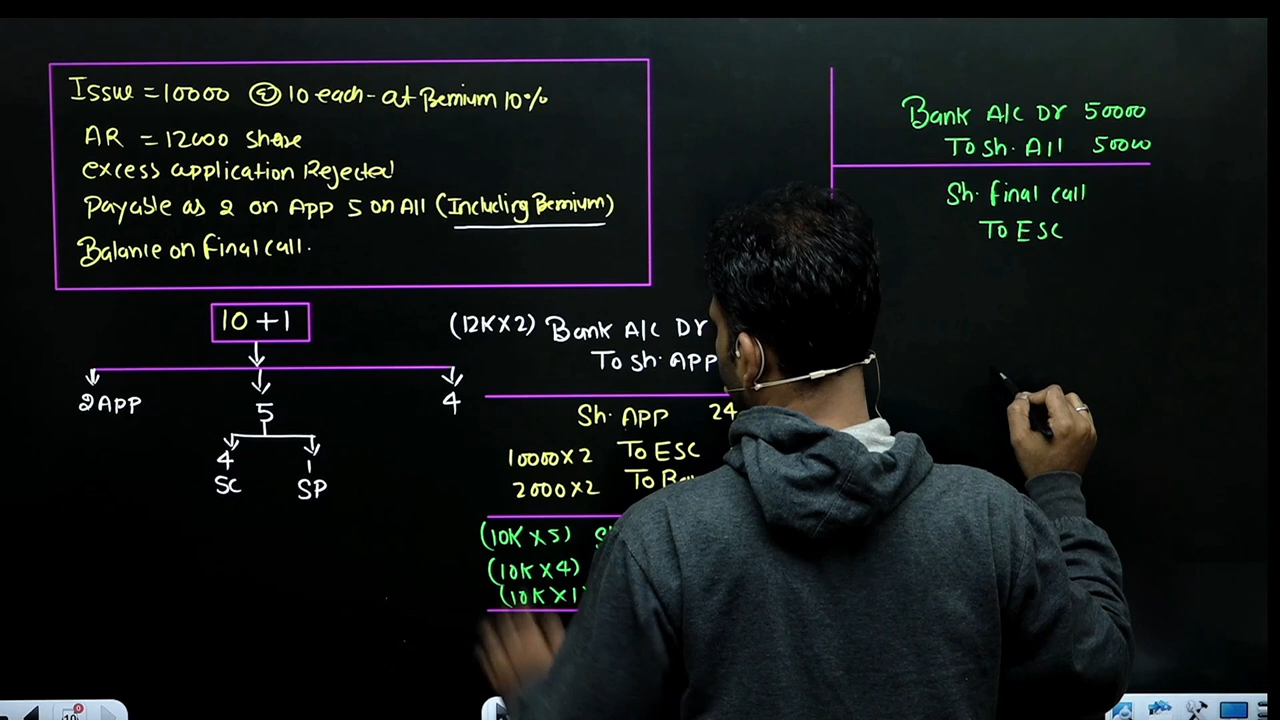 Issue = 10000 @ 10 each - at Premium 10%
AR = 12000 share
excess application Rejected
Payable as 2 on App 5 on All (Including Premium)
Balance on final call.
10 + 1
2 APP
5
4
4
SC
1
SP
(12K X 2) Bank A/C Dr
To Sh. APP
Sh. APP 24
10000 X 2 To ESC
2000 X 2 To
(10K X 5)
(10K X 4)
(10K X 1
Bank A/C Dr 50000
To Sh. All 50000
Sh. final call
To ESC